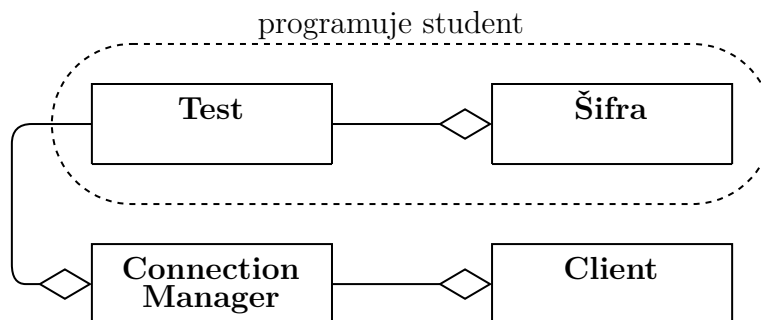 programuje student
Test
Šifra
Connection
Manager
Client